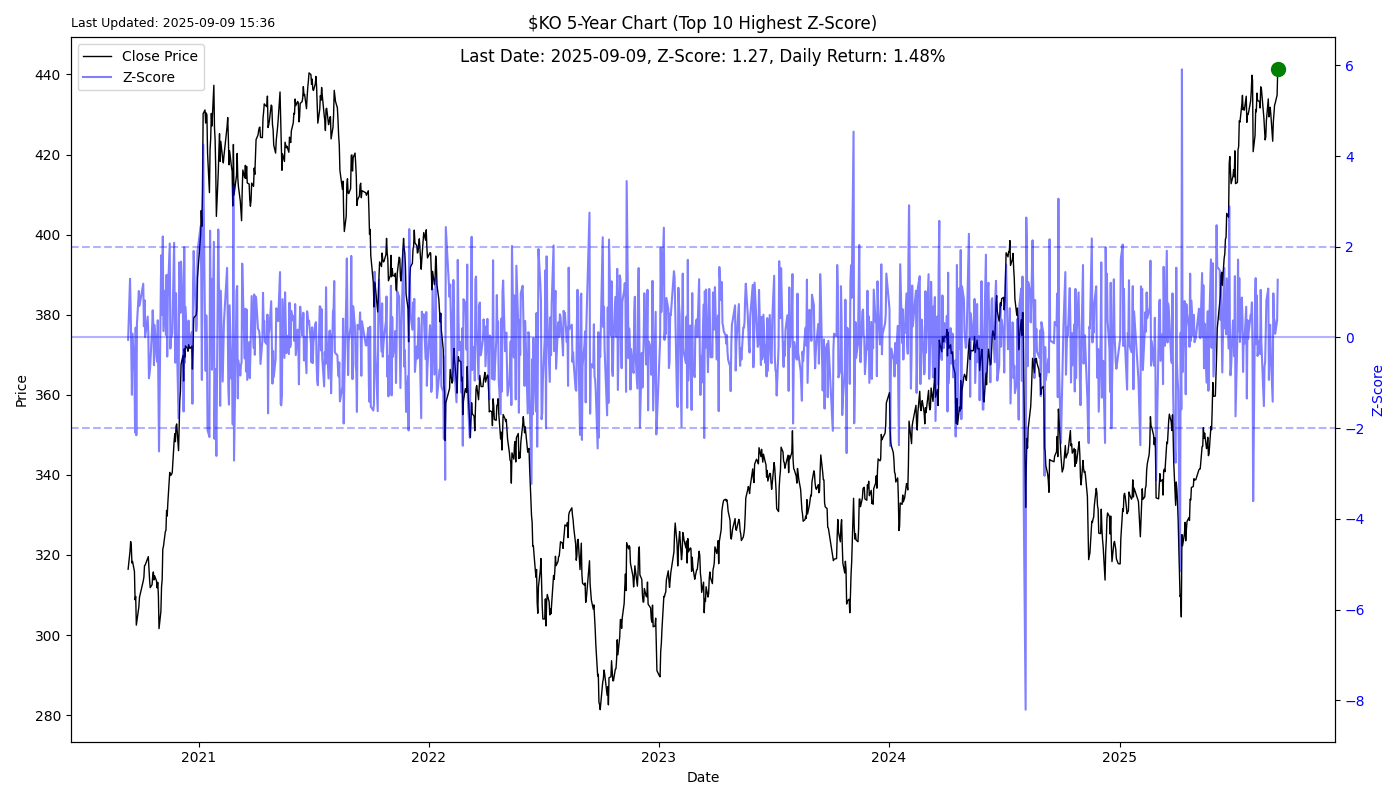 Last Updated: 2025-09-09 15:36
$KO 5-Year Chart (Top 10 Highest Z-Score)
Last Date: 2025-09-09, Z-Score: 1.27, Daily Return: 1.48%
Close Price
Z-Score
440
420
400
380
360
340
320
300
280
Price
6
4
2
0
−2
−4
−6
−8
Z-Score
2021
2022
2023
2024
2025
Date